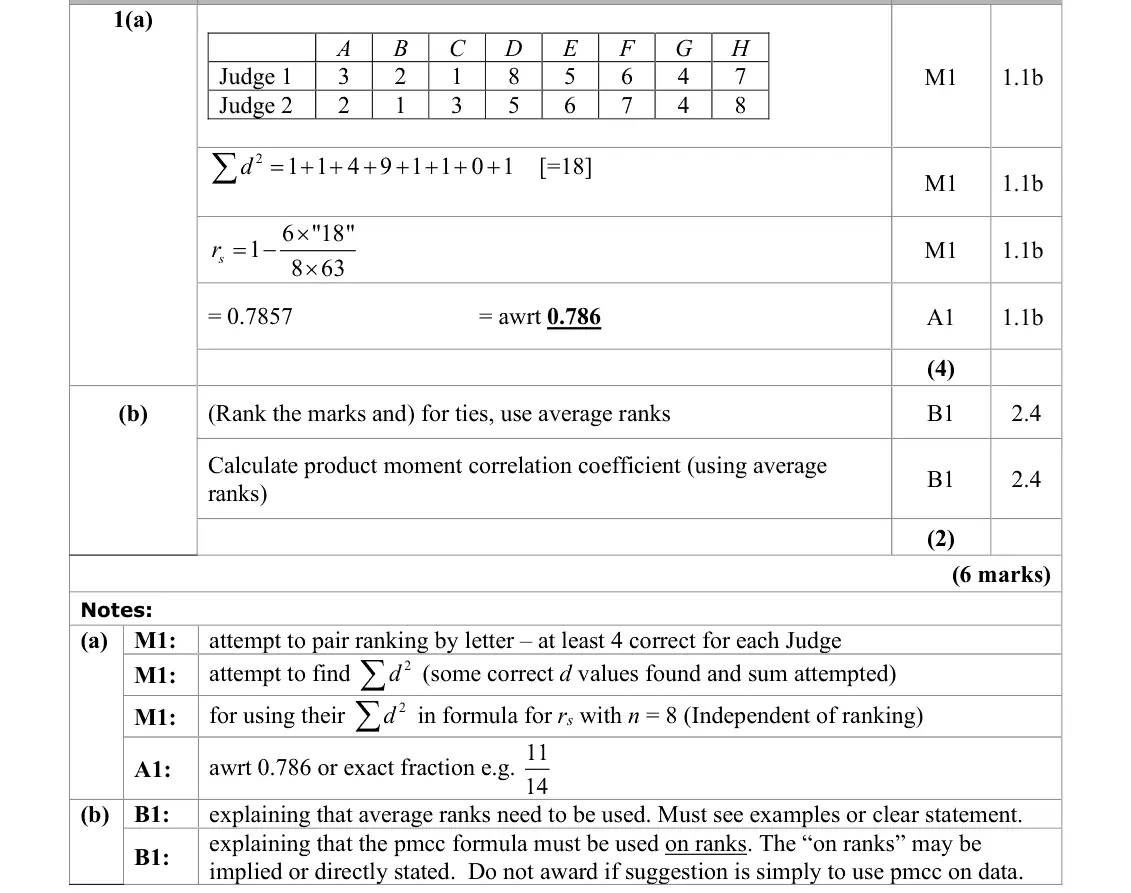 1(a)
A B C D E F G H
Judge 1 3 2 1 8 5 6 4 7
Judge 2 2 1 3 5 6 7 4 8
M1 1.1b
∑d² = 1+1+4+9+1+1+0+1 [=18]
M1 1.1b
rₛ = 1 − (6×"18")/(8×63)
M1 1.1b
= 0.7857 = awrt 0.786
A1 1.1b
(4)
(b) (Rank the marks and) for ties, use average ranks B1 2.4
Calculate product moment correlation coefficient (using average
ranks)
B1 2.4
(2)
(6 marks)
Notes:
(a) M1: attempt to pair ranking by letter – at least 4 correct for each Judge
M1: attempt to find ∑d² (some correct d values found and sum attempted)
M1: for using their ∑d² in formula for rₛ with n = 8 (Independent of ranking)
A1: awrt 0.786 or exact fraction e.g. 11/14
(b) B1: explaining that average ranks need to be used. Must see examples or clear statement.
B1: explaining that the pmcc formula must be used on ranks. The “on ranks” may be
implied or directly stated. Do not award if suggestion is simply to use pmcc on data.